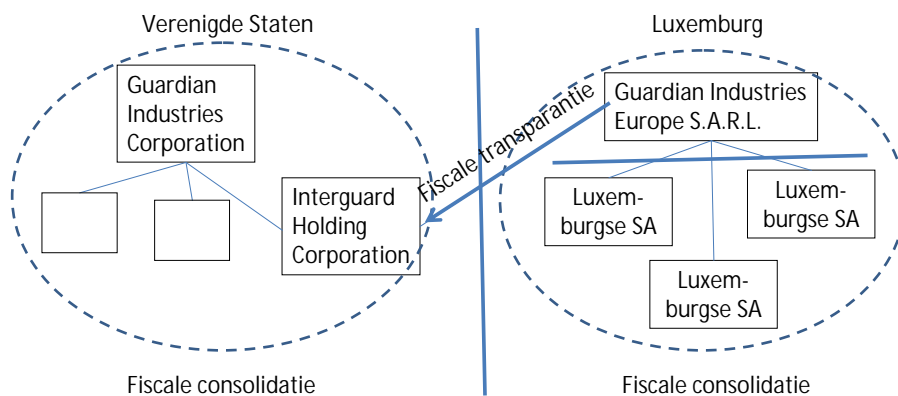 Verenigde Staten
Luxemburg
Guardian
Industries
Corporation
Interguard
Holding
Corporation
Fiscale transparantie
Guardian Industries
Europe S.A.R.L.
Luxem-
burgse SA
Luxem-
burgse SA
Luxem-
burgse SA
Fiscale consolidatie
Fiscale consolidatie